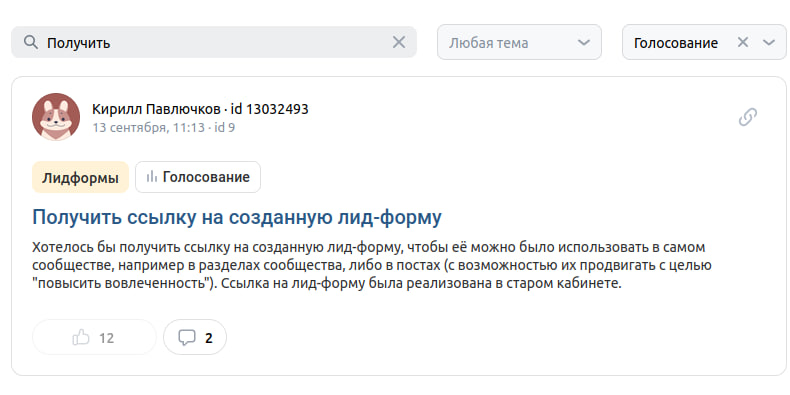 Получить
Любая тема
Голосование
Кирилл Павлючков · id 13032493
13 сентября, 11:13 · id 9
Лидформы
Голосование
Получить ссылку на созданную лид-форму
Хотелось бы получить ссылку на созданную лид-форму, чтобы её можно было использовать в самом
сообществе, например в разделах сообщества, либо в постах (с возможностью их продвигать с целью
"повысить вовлеченность"). Ссылка на лид-форму была реализована в старом кабинете.
12
2